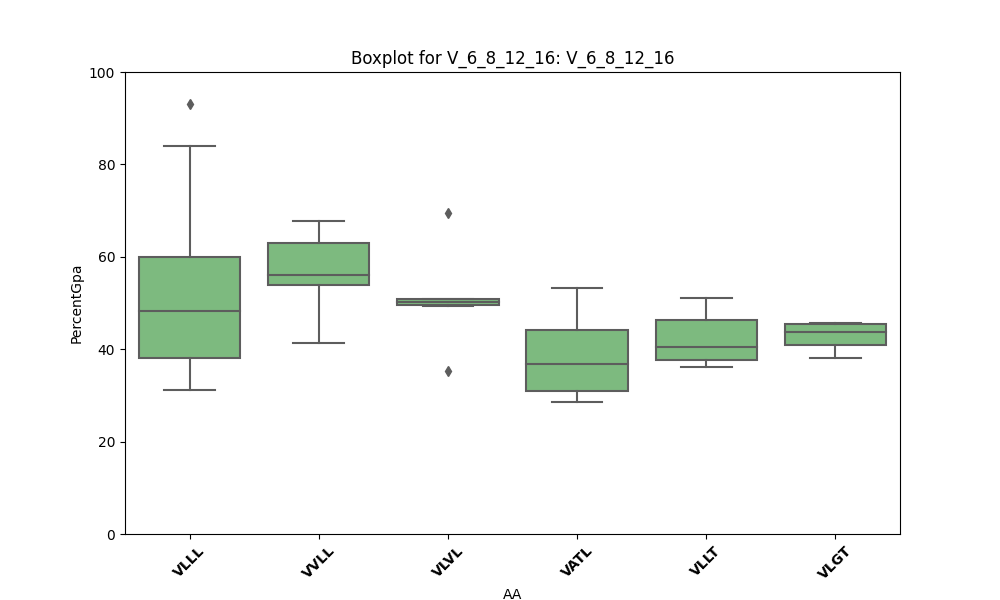 Boxplot for V_6_8_12_16: V_6_8_12_16
100
80
60
40
20
0
PercentGpa
VLLL
VVLL
VLVL
VATL
VLLT
VLGT
AA